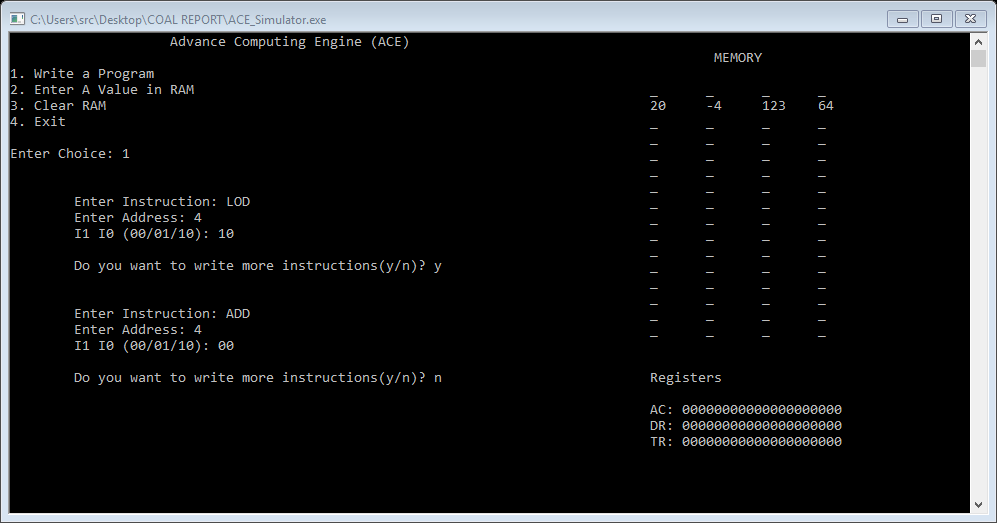 C:\Users\src\Desktop\COAL REPORT\ACE_Simulator.exe
Advance Computing Engine (ACE)
MEMORY
1. Write a Program
2. Enter A Value in RAM
3. Clear RAM
4. Exit
Enter Choice: 1
Enter Instruction: LOD
Enter Address: 4
I1 I0 (00/01/10): 10
Do you want to write more instructions(y/n)? y
Enter Instruction: ADD
Enter Address: 4
I1 I0 (00/01/10): 00
Do you want to write more instructions(y/n)? n
_ _ _ _
20 -4 123 64
_ _ _ _
_ _ _ _
_ _ _ _
_ _ _ _
_ _ _ _
_ _ _ _
_ _ _ _
_ _ _ _
_ _ _ _
_ _ _ _
_ _ _ _
_ _ _ _
_ _ _ _
_ _ _ _
Registers
AC: 00000000000000000000
DR: 00000000000000000000
TR: 00000000000000000000